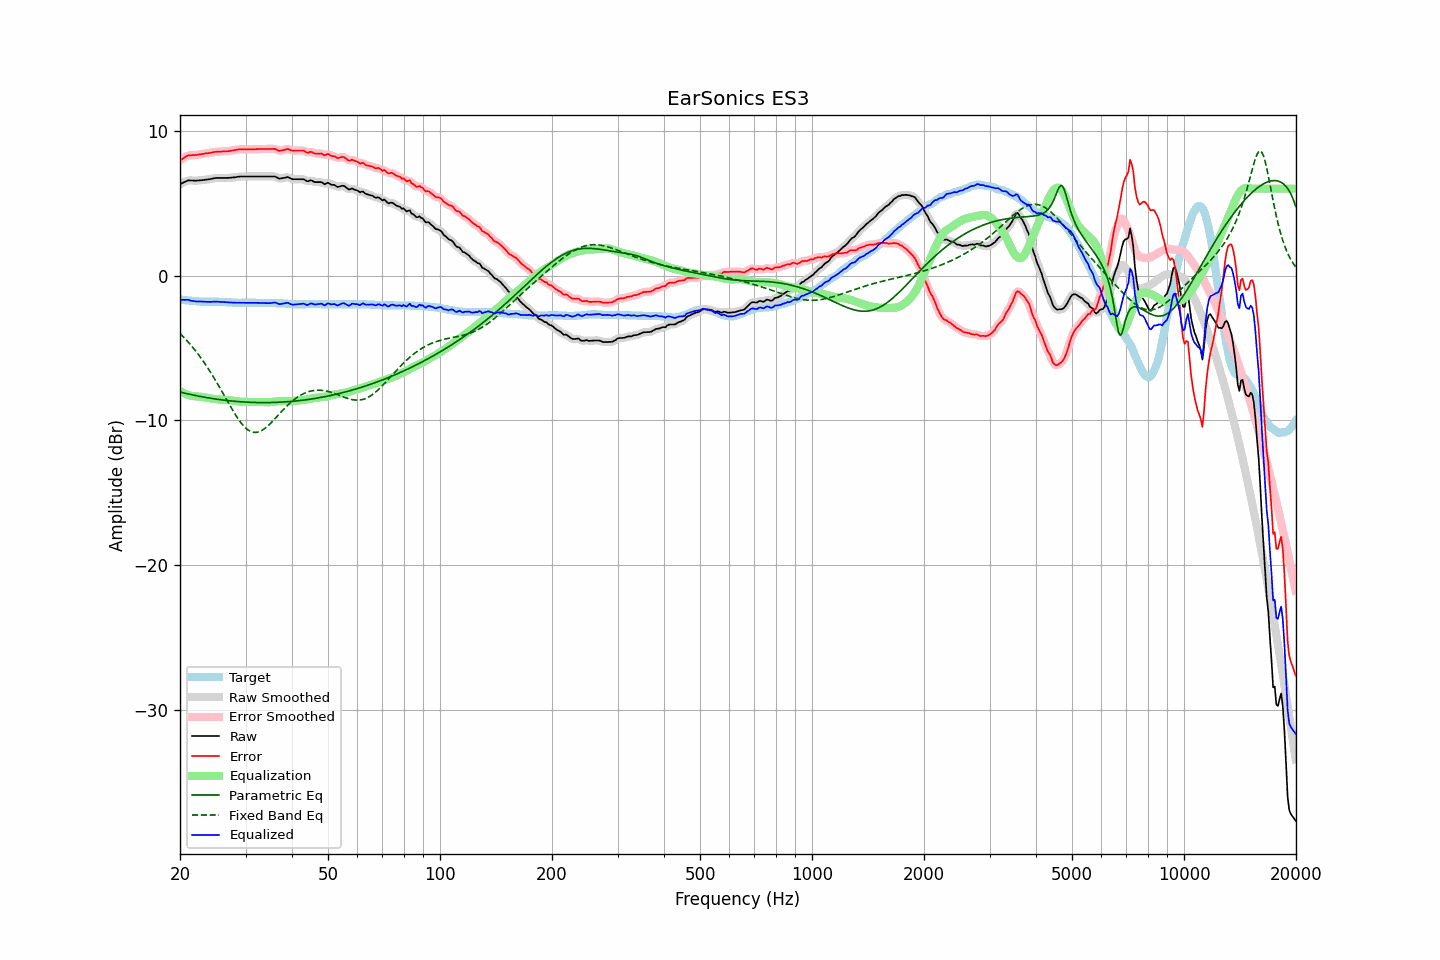 EarSonics ES3
10
0
−10
−20
−30
Amplitude (dBr)
Target
Raw Smoothed
Error Smoothed
Raw
Error
Equalization
Parametric Eq
Fixed Band Eq
Equalized
20 50 100 200 500 1000 2000 5000 10000 20000
Frequency (Hz)